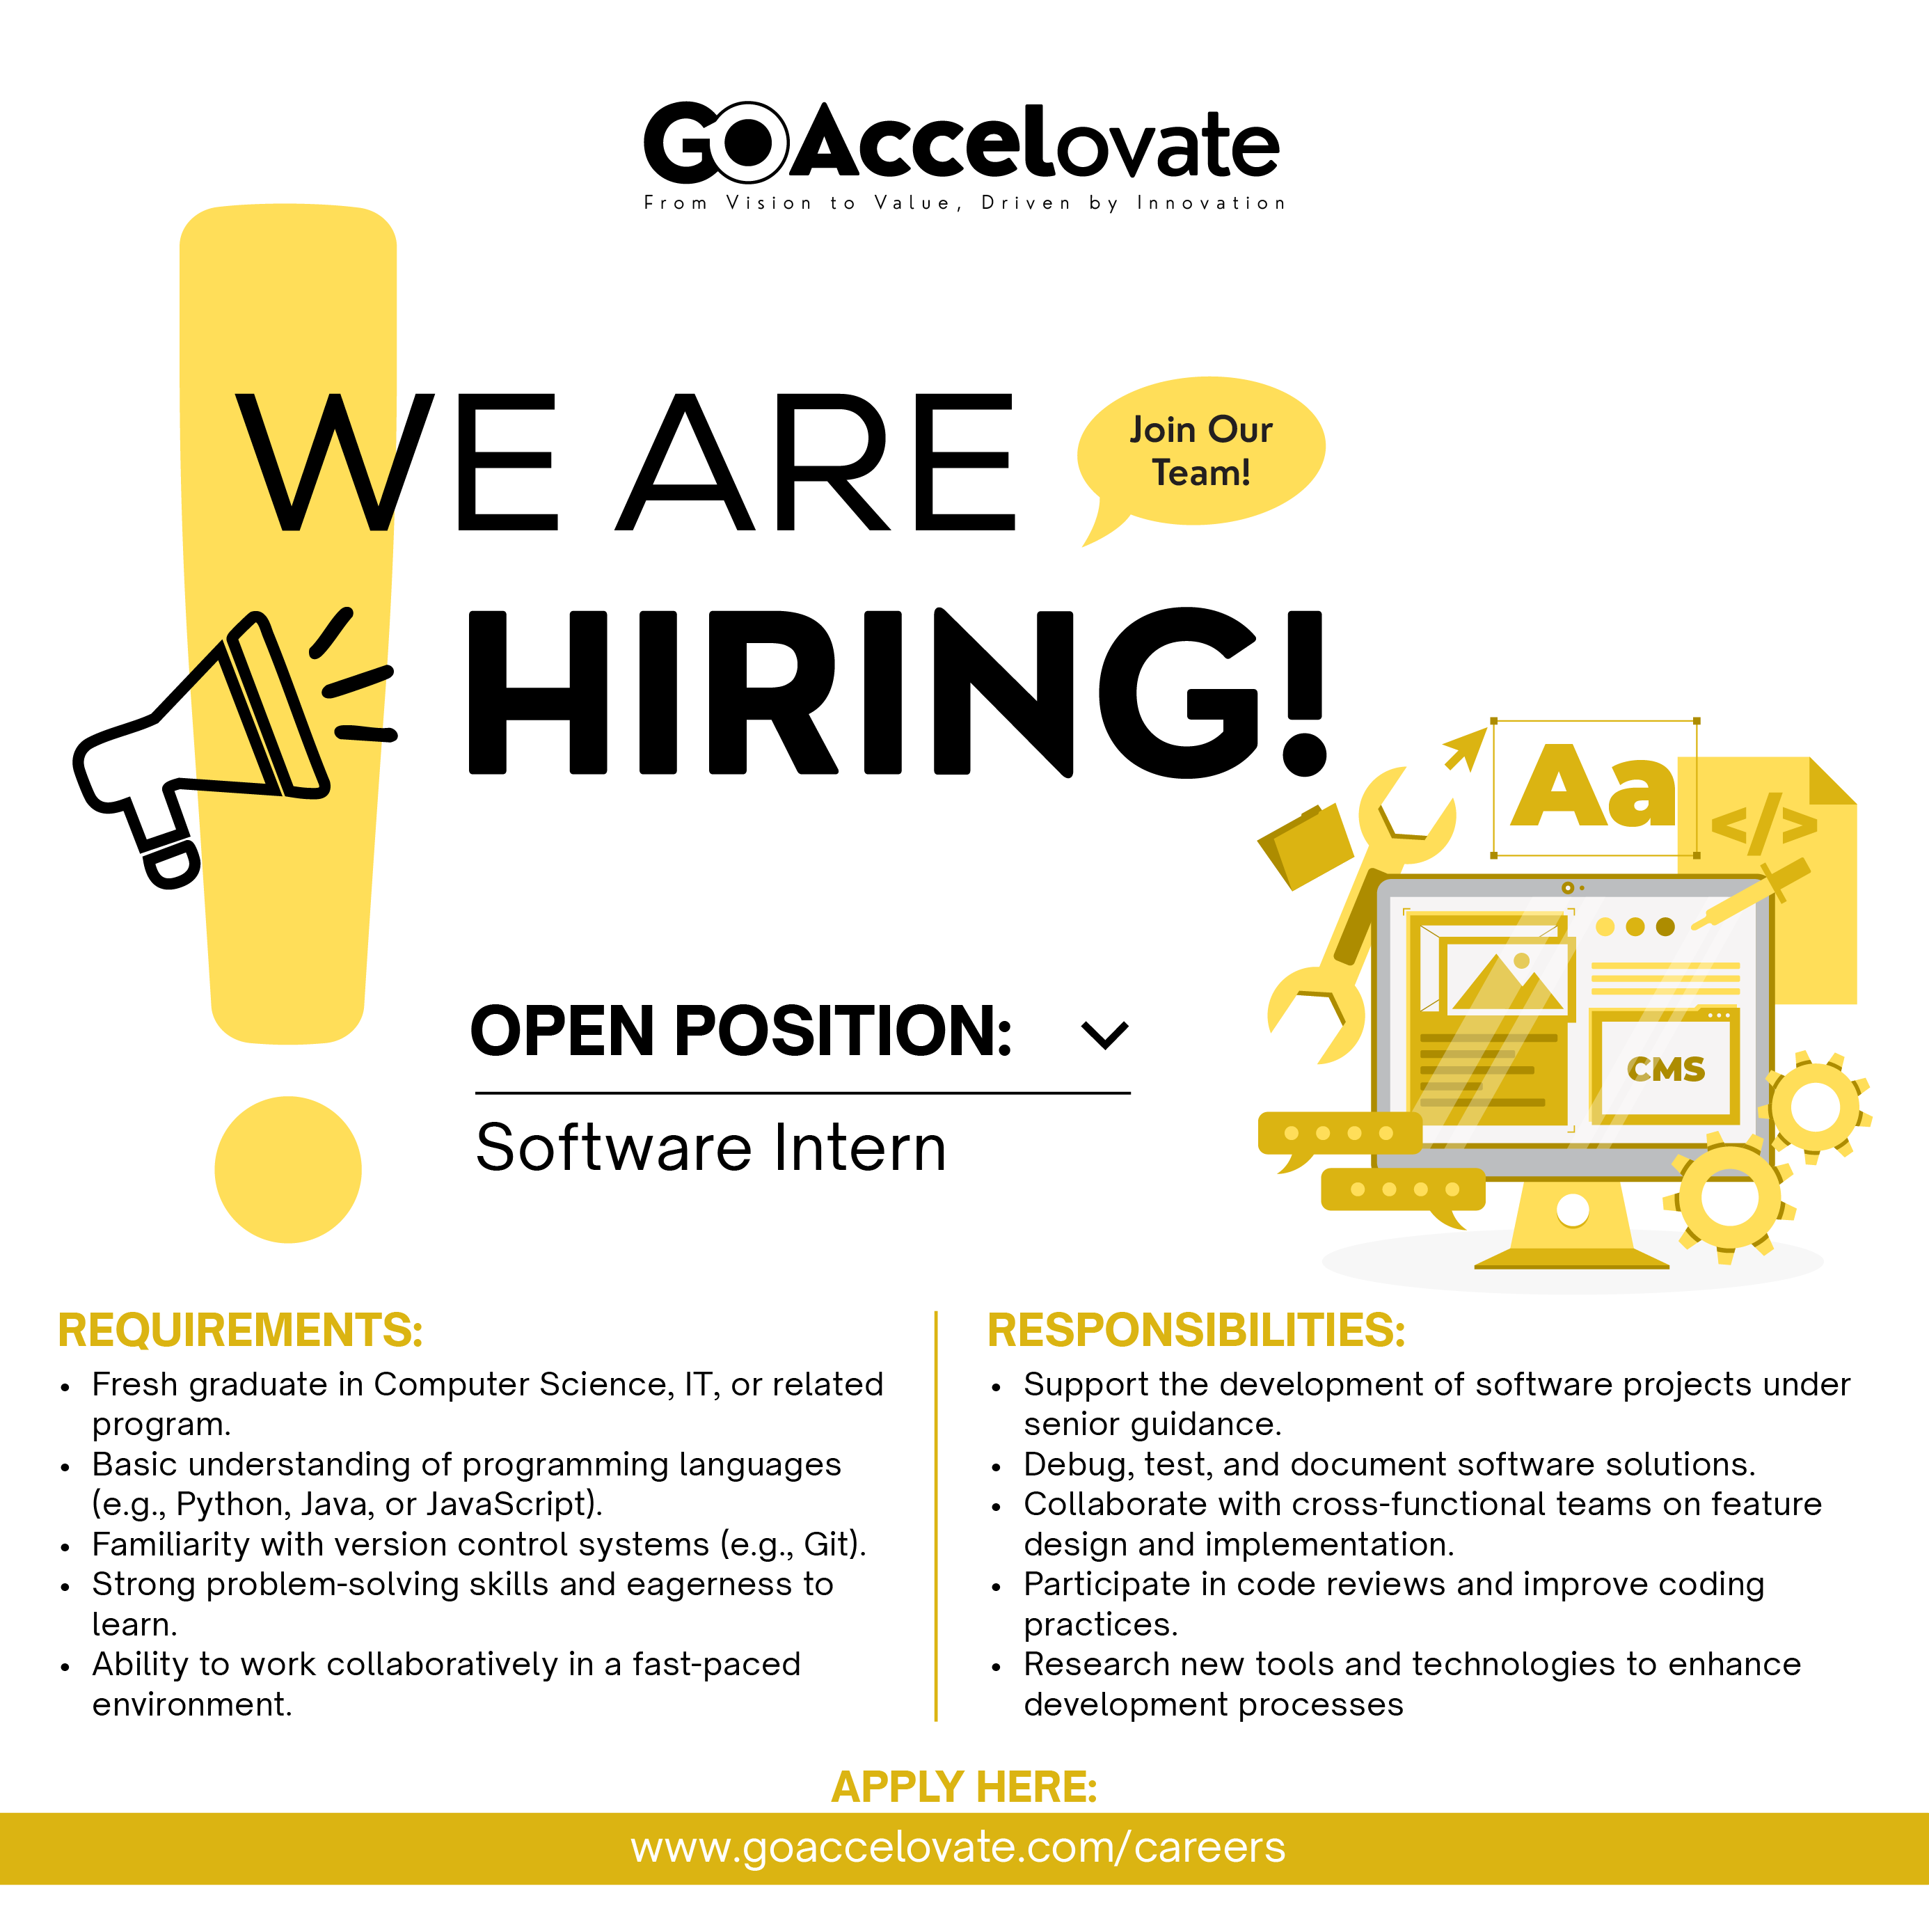 GOAccelovate
From Vision to Value, Driven by Innovation
WE ARE
Join Our
Team!
HIRING!
Aa
</>
CMS
OPEN POSITION:
Software Intern
REQUIREMENTS:
• Fresh graduate in Computer Science, IT, or related
program.
• Basic understanding of programming languages
(e.g., Python, Java, or JavaScript).
• Familiarity with version control systems (e.g., Git).
• Strong problem-solving skills and eagerness to
learn.
• Ability to work collaboratively in a fast-paced
environment.
RESPONSIBILITIES:
• Support the development of software projects under
senior guidance.
• Debug, test, and document software solutions.
• Collaborate with cross-functional teams on feature
design and implementation.
• Participate in code reviews and improve coding
practices.
• Research new tools and technologies to enhance
development processes
APPLY HERE:
www.goaccelovate.com/careers